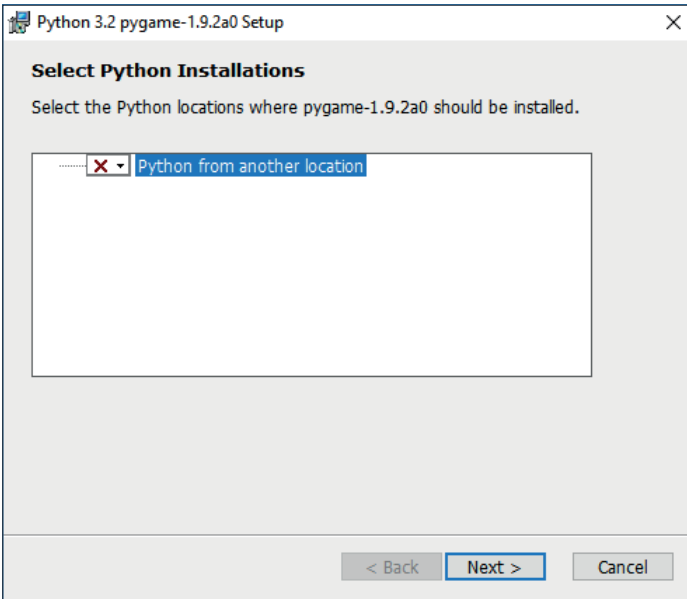 Python 3.2 pygame-1.9.2a0 Setup
Select Python Installations
Select the Python locations where pygame-1.9.2a0 should be installed.
Python from another location
< Back
Next >
Cancel